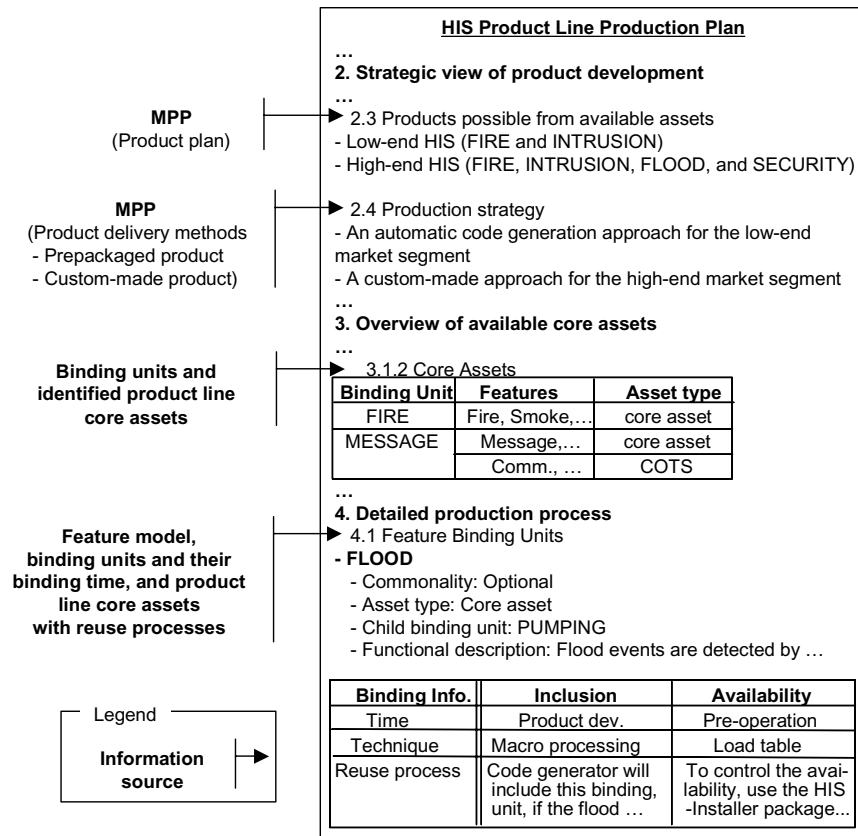 HIS Product Line Production Plan
…
2. Strategic view of product development
…
MPP
(Product plan)
2.3 Products possible from available assets
- Low-end HIS (FIRE and INTRUSION)
- High-end HIS (FIRE, INTRUSION, FLOOD, and SECURITY)
MPP
(Product delivery methods
- Prepackaged product
- Custom-made product)
2.4 Production strategy
- An automatic code generation approach for the low-end
market segment
- A custom-made approach for the high-end market segment
…
3. Overview of available core assets
…
Binding units and
identified product line
core assets
3.1.2 Core Assets
Binding Unit Features Asset type
FIRE Fire, Smoke,… core asset
MESSAGE Message,… core asset
Comm., … COTS
…
4. Detailed production process
Feature model,
binding units and their
binding time, and product
line core assets
with reuse processes
4.1 Feature Binding Units
- FLOOD
- Commonality: Optional
- Asset type: Core asset
- Child binding unit: PUMPING
- Functional description: Flood events are detected by …
Binding Info. Inclusion Availability
Time Product dev. Pre-operation
Technique Macro processing Load table
Reuse process Code generator will To control the avai-
include this binding, lability, use the HIS
unit, if the flood … -Installer package...
Legend
Information
source